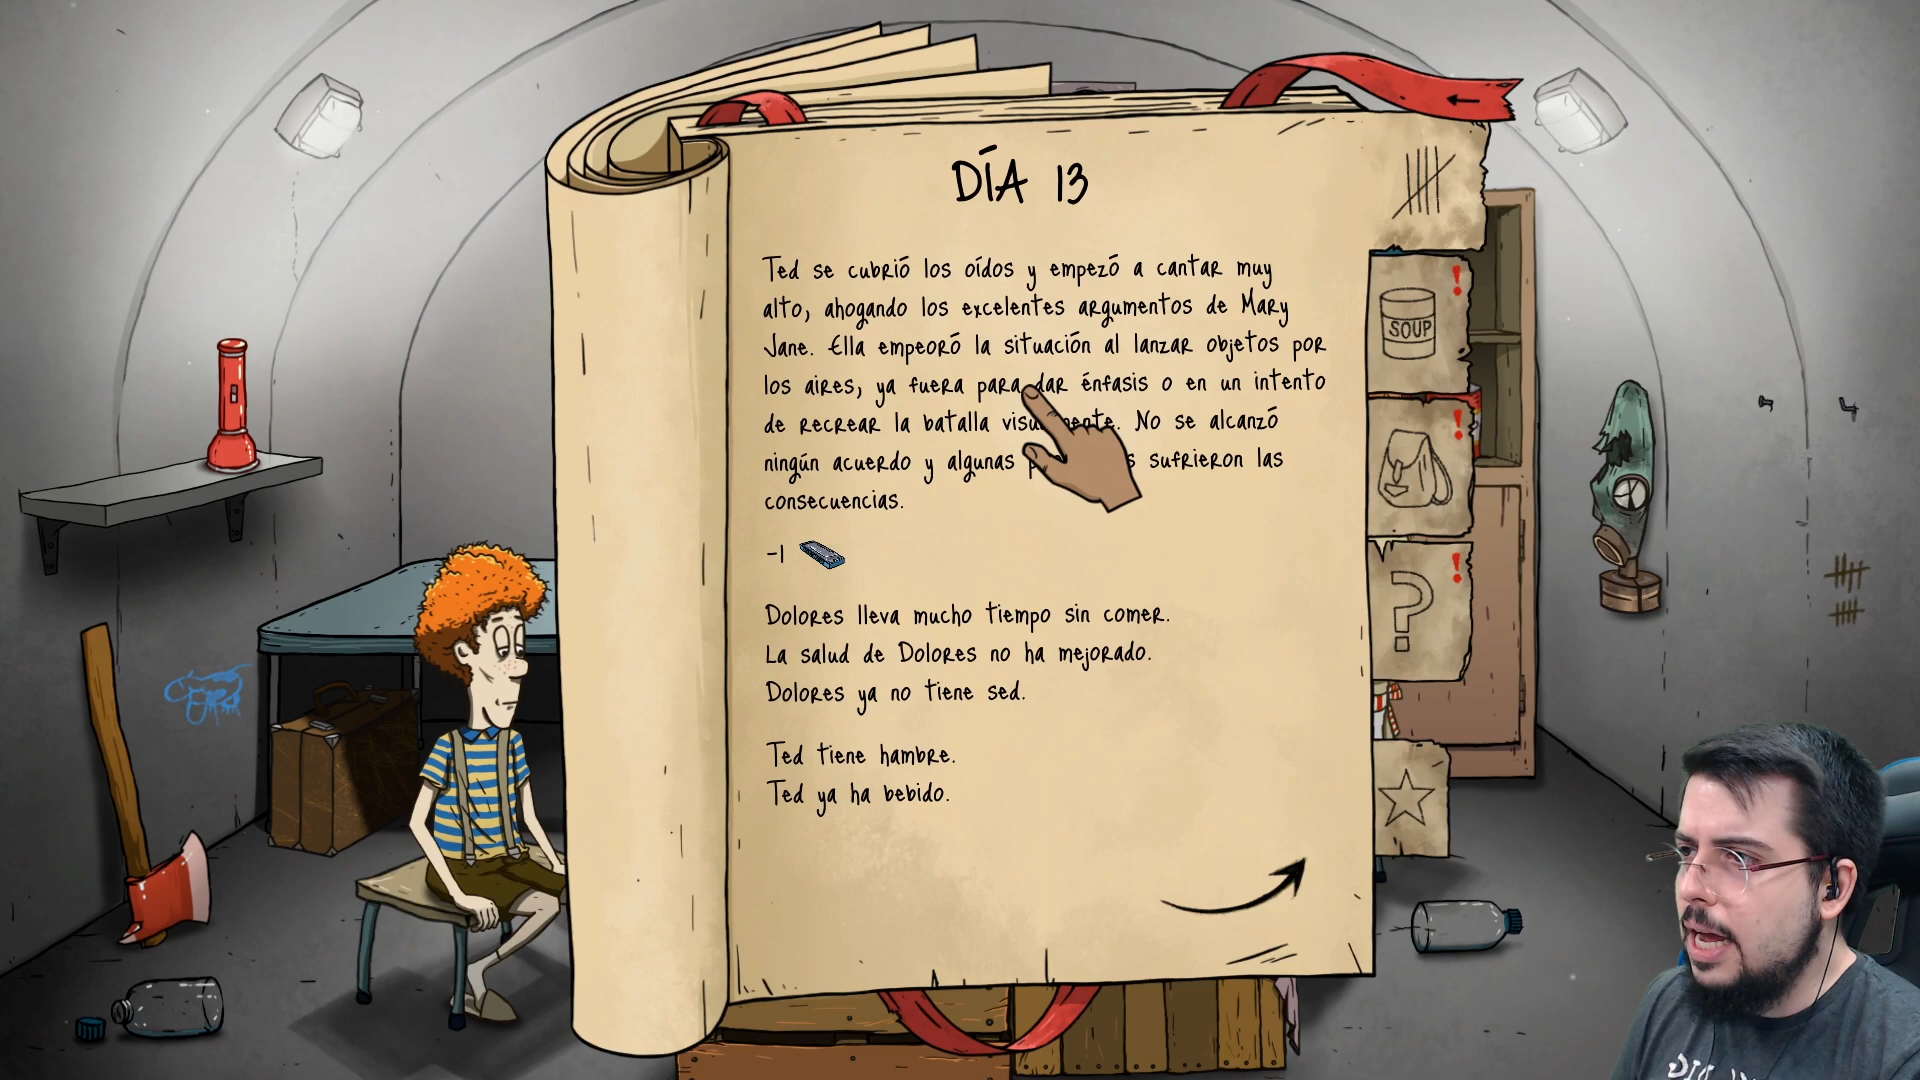 DÍA 13
Ted se cubrió los oídos y empezó a cantar muy
alto, ahogando los excelentes argumentos de Mary
Jane. Ella empeoró la situación al lanzar objetos por
los aires, ya fuera para dar énfasis o en un intento
de recrear la batalla. No se alcanzó
ningún acuerdo y algunas sufrieron las
consecuencias.
-1
Dolores lleva mucho tiempo sin comer.
La salud de Dolores no ha mejorado.
Dolores ya no tiene sed.
Ted tiene hambre.
Ted ya ha bebido.
!
SOUP
!
!
?